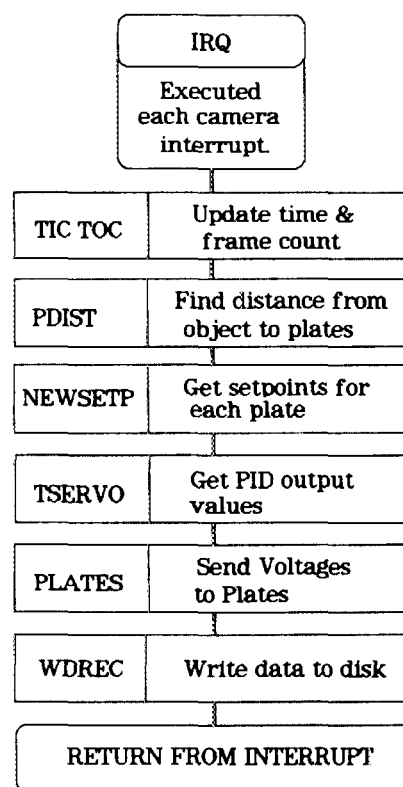 IRQ
Executed
each camera
interrupt.
TIC TOC
Update time &
frame count
PDIST
Find distance from
object to plates
NEWSETP
Get setpoints for
each plate
TSERVO
Get PID output
values
PLATES
Send Voltages
to Plates
WDREC
Write data to disk
RETURN FROM INTERRUPT